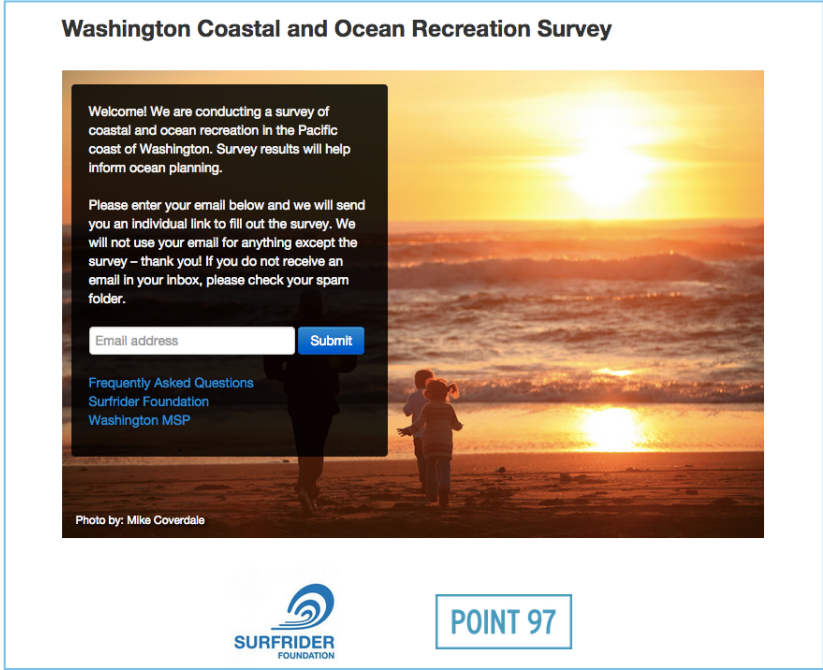 Washington Coastal and Ocean Recreation Survey
Welcome! We are conducting a survey of
coastal and ocean recreation in the Pacific
coast of Washington. Survey results will help
inform ocean planning.
Please enter your email below and we will send
you an individual link to fill out the survey. We
will not use your email for anything except the
survey – thank you! If you do not receive an
email in your inbox, please check your spam
folder.
Email address Submit
Frequently Asked Questions
Surfrider Foundation
Washington MSP
Photo by: Mike Coverdale
SURFRIDER
FOUNDATION
POINT 97